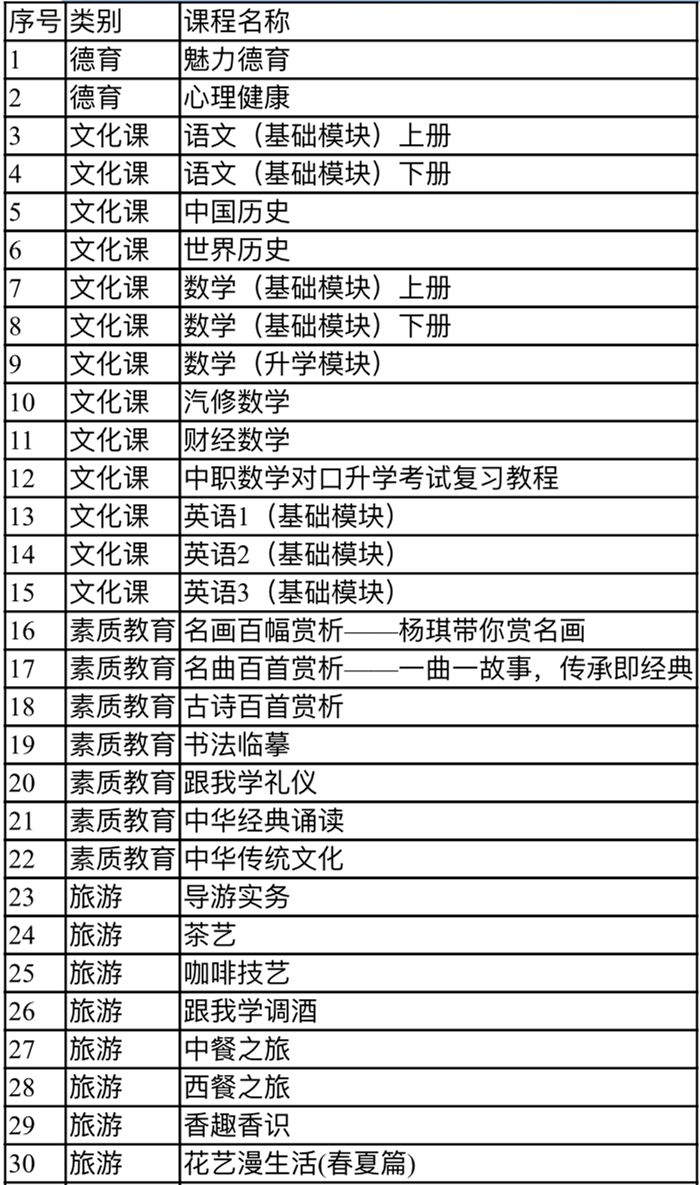 序号 类别 课程名称
1 德育 魅力德育
2 德育 心理健康
3 文化课 语文（基础模块）上册
4 文化课 语文（基础模块）下册
5 文化课 中国历史
6 文化课 世界历史
7 文化课 数学（基础模块）上册
8 文化课 数学（基础模块）下册
9 文化课 数学（升学模块）
10 文化课 汽修数学
11 文化课 财经数学
12 文化课 中职数学对口升学考试复习教程
13 文化课 英语1（基础模块）
14 文化课 英语2（基础模块）
15 文化课 英语3（基础模块）
16 素质教育 名画百幅赏析——杨琪带你赏名画
17 素质教育 名曲百首赏析——一曲一故事，传承即经典
18 素质教育 古诗百首赏析
19 素质教育 书法临摹
20 素质教育 跟我学礼仪
21 素质教育 中华经典诵读
22 素质教育 中华传统文化
23 旅游 导游实务
24 旅游 茶艺
25 旅游 咖啡技艺
26 旅游 跟我学调酒
27 旅游 中餐之旅
28 旅游 西餐之旅
29 旅游 香趣香识
30 旅游 花艺漫生活(春夏篇)